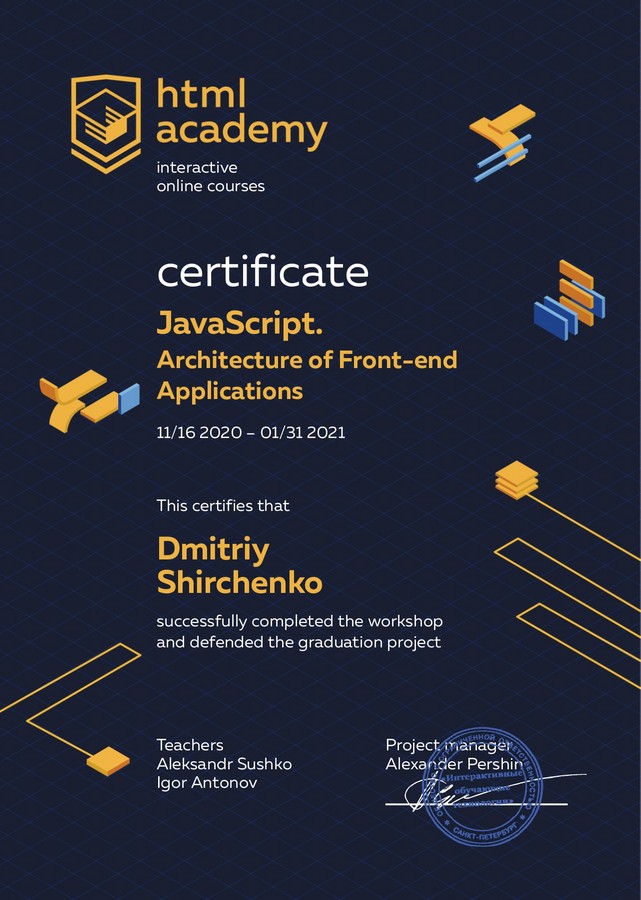 html
academy
interactive
online courses
certificate
JavaScript.
Architecture of Front-end
Applications
11/16 2020 – 01/31 2021
This certifies that
Dmitriy
Shirchenko
successfully completed the workshop
and defended the graduation project
Teachers
Aleksandr Sushko
Igor Antonov
Project manager
Alexander Pershin
«Интерактивные
обучающие
технологии»
САНКТ-ПЕТЕРБУРГ